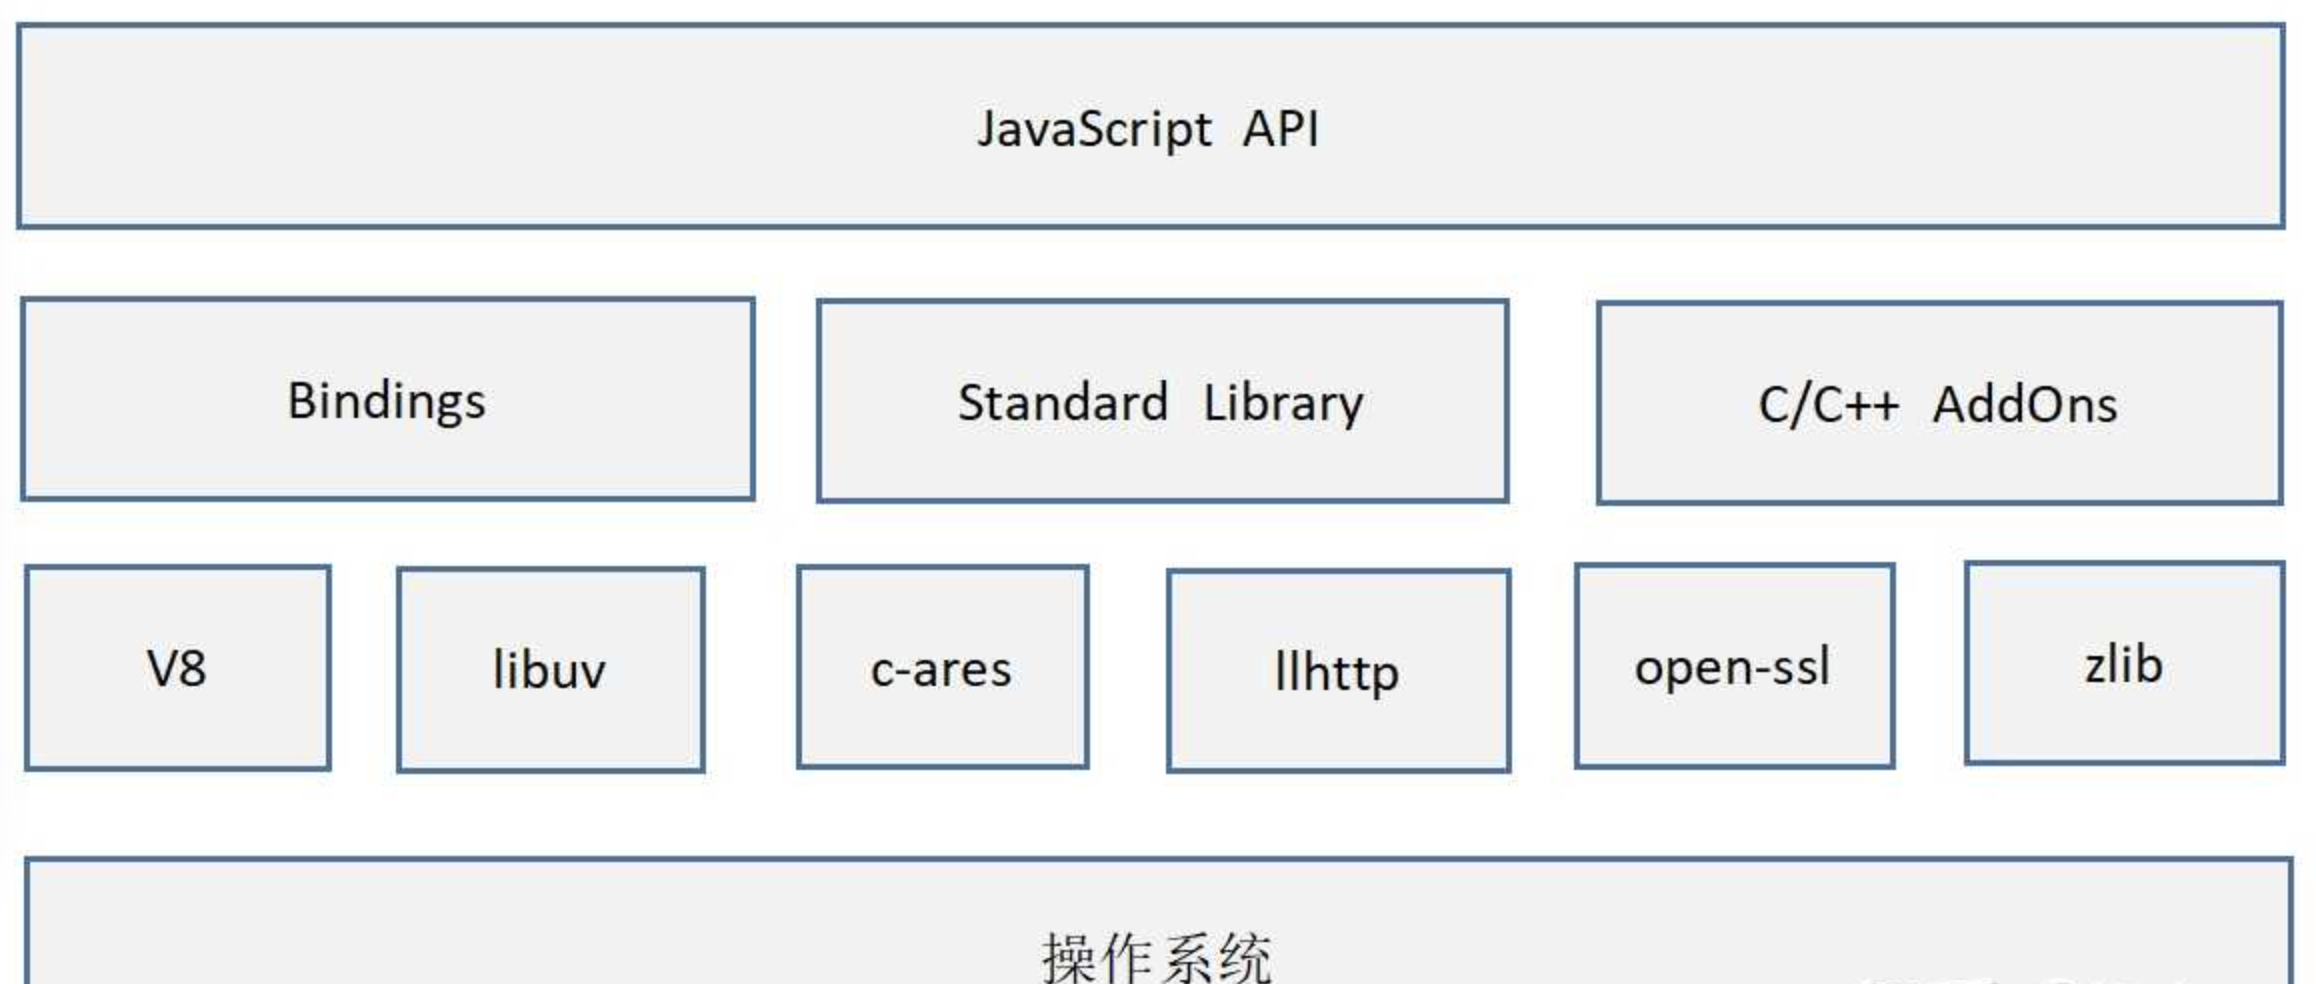 JavaScript API
Bindings
Standard Library
C/C++ AddOns
V8
libuv
c-ares
llhttp
open-ssl
zlib
操作系统